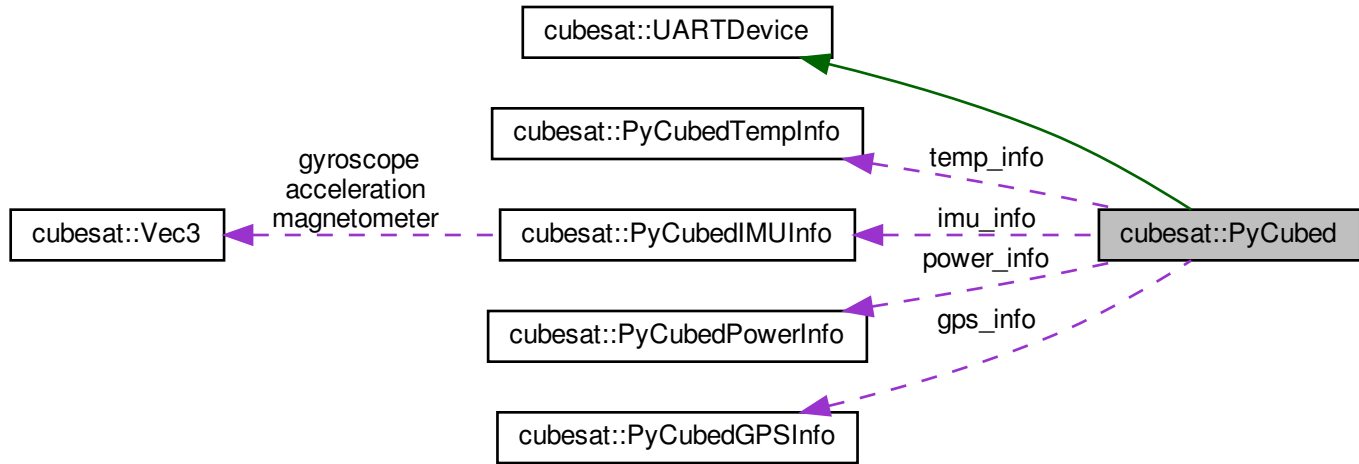 cubesat::UARTDevice
cubesat::PyCubedTempInfo
temp_info
gyroscope
acceleration
magnetometer
cubesat::Vec3
cubesat::PyCubedIMUInfo
imu_info
cubesat::PyCubed
power_info
cubesat::PyCubedPowerInfo
gps_info
cubesat::PyCubedGPSInfo